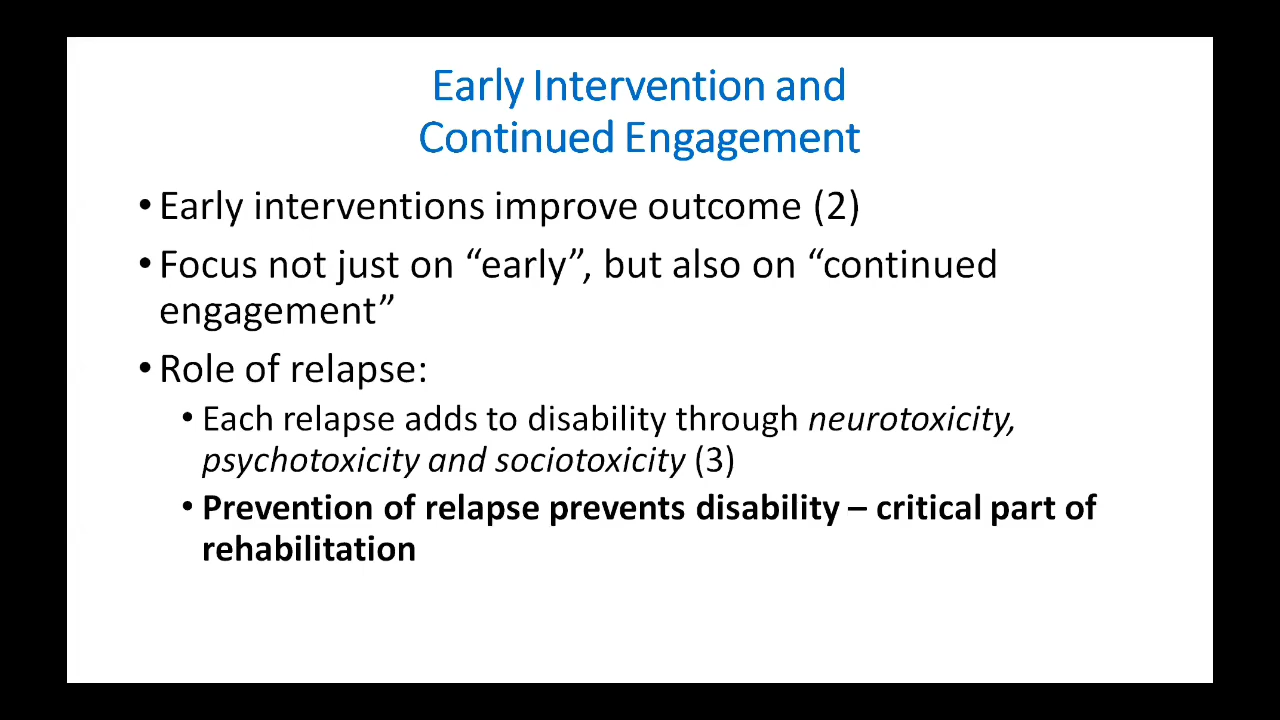 Early Intervention and
Continued Engagement
• Early interventions improve outcome (2)
• Focus not just on “early”, but also on “continued
engagement”
• Role of relapse:
• Each relapse adds to disability through neurotoxicity,
psychotoxicity and sociotoxicity (3)
• Prevention of relapse prevents disability – critical part of
rehabilitation